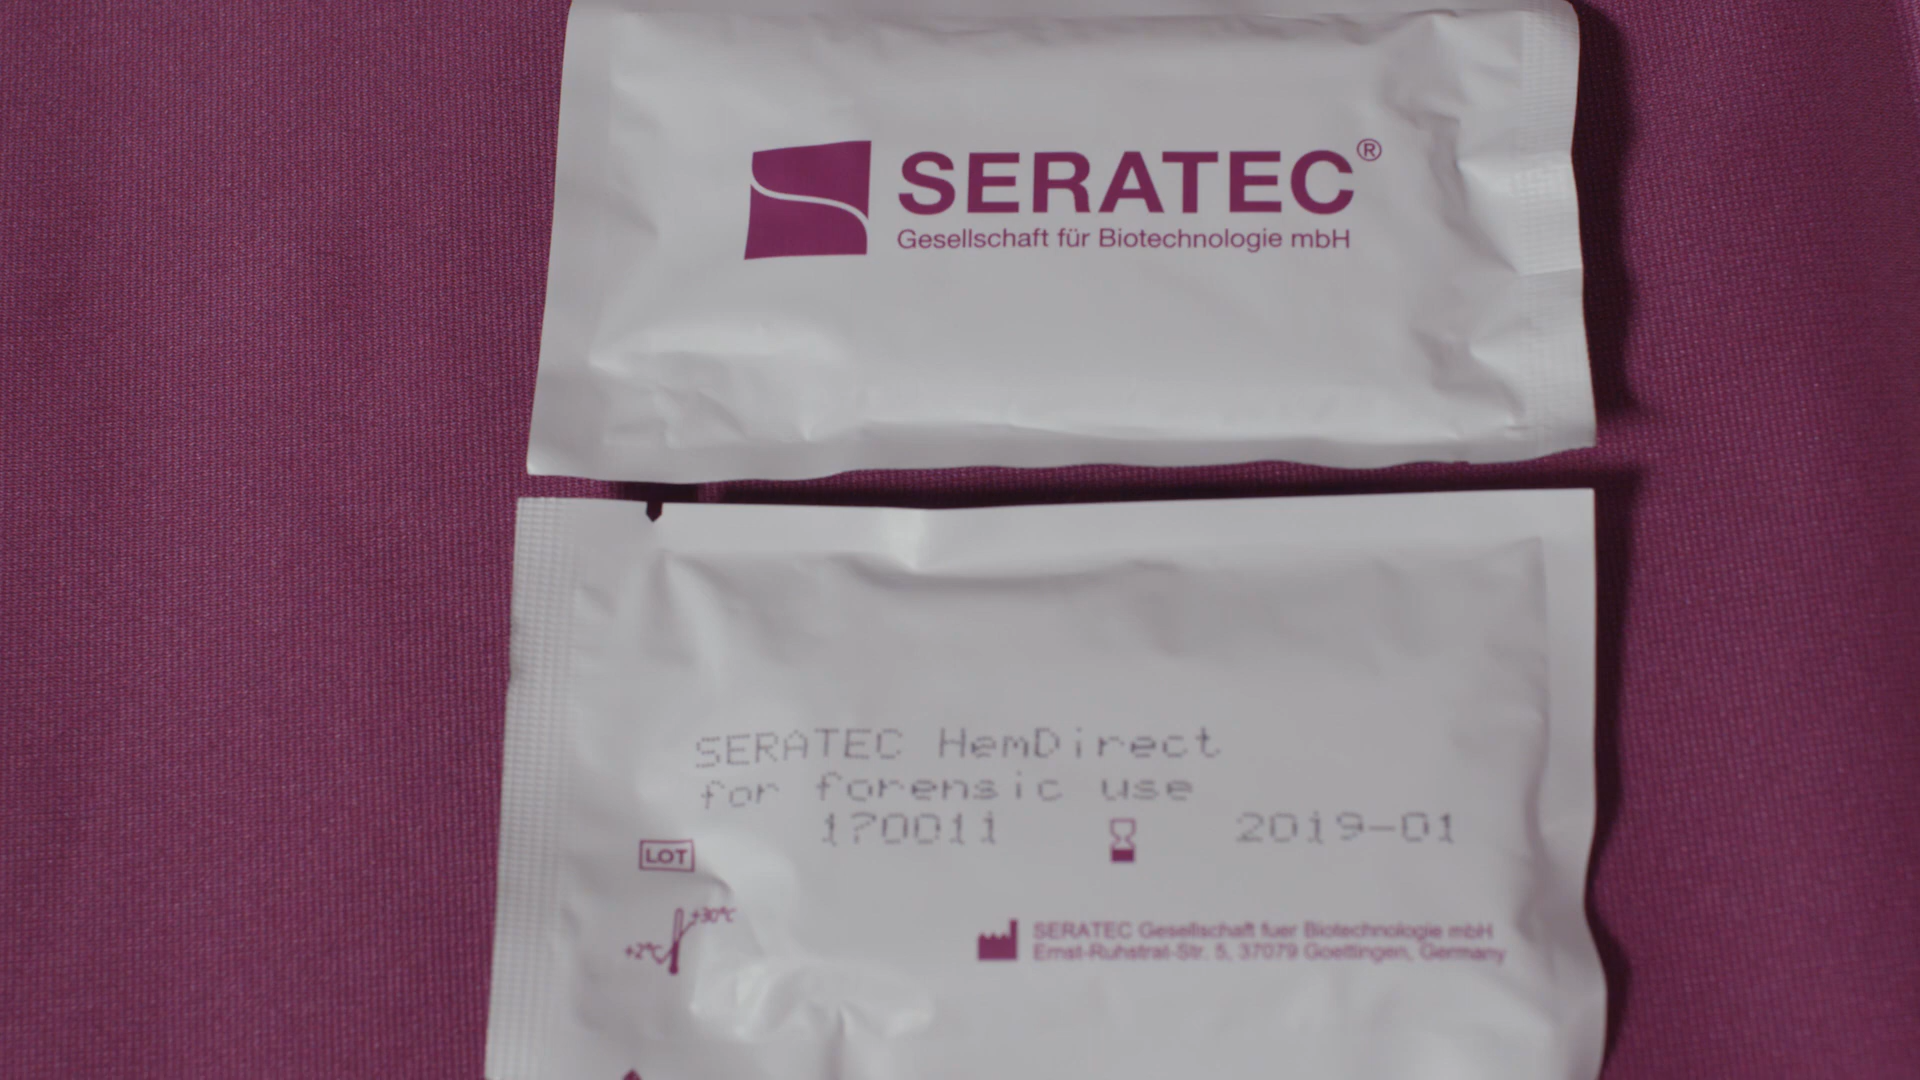 SERATEC®
Gesellschaft für Biotechnologie mbH
SERATEC HemDirect
for forensic use
170011 2019-01
LOT
+30°C
+2°C
SERATEC Gesellschaft fuer Biotechnologie mbH
Ernst-Ruhstrat-Str. 5, 37079 Goettingen, Germany